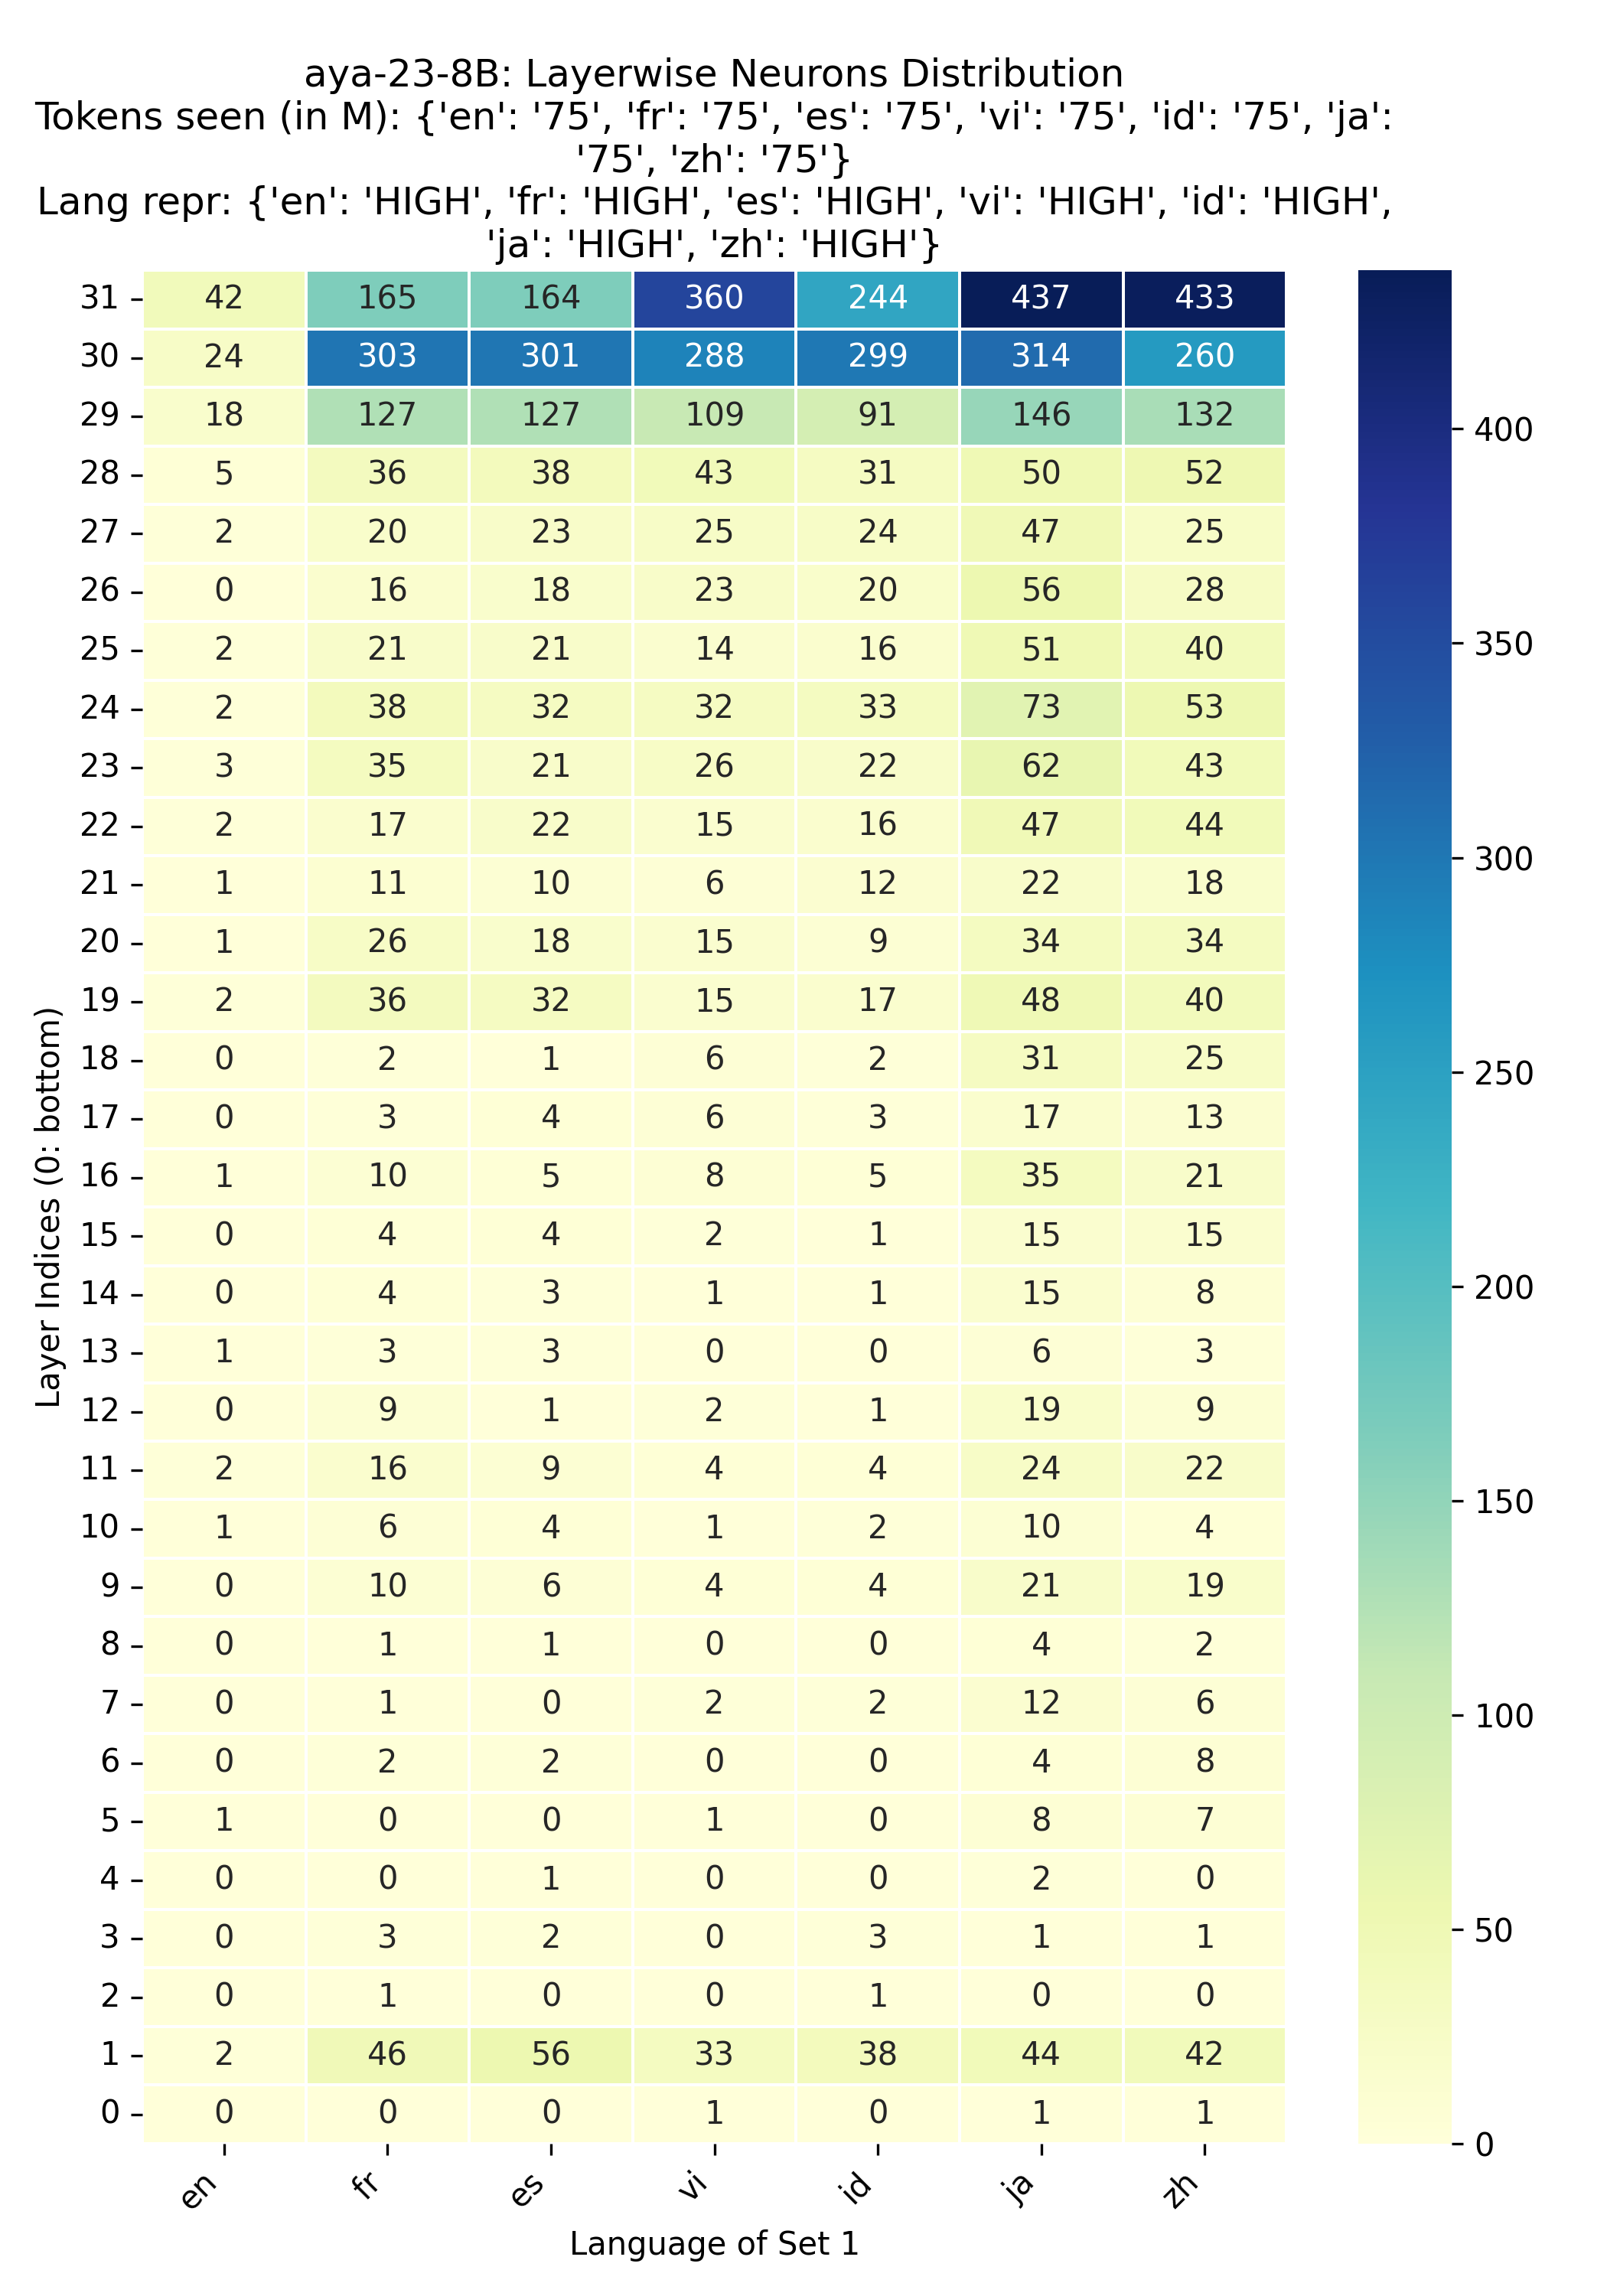 aya-23-8B: Layerwise Neurons Distribution
Tokens seen (in M): {'en': '75', 'fr': '75', 'es': '75', 'vi': '75', 'id': '75', 'ja':
'75', 'zh': '75'}
Lang repr: {'en': 'HIGH', 'fr': 'HIGH', 'es': 'HIGH', 'vi': 'HIGH', 'id': 'HIGH',
'ja': 'HIGH', 'zh': 'HIGH'}
31 42 165 164 360 244 437 433
30 24 303 301 288 299 314 260
29 18 127 127 109 91 146 132
28 5 36 38 43 31 50 52
27 2 20 23 25 24 47 25
26 0 16 18 23 20 56 28
25 2 21 21 14 16 51 40
24 2 38 32 32 33 73 53
23 3 35 21 26 22 62 43
22 2 17 22 15 16 47 44
21 1 11 10 6 12 22 18
20 1 26 18 15 9 34 34
19 2 36 32 15 17 48 40
18 0 2 1 6 2 31 25
17 0 3 4 6 3 17 13
16 1 10 5 8 5 35 21
15 0 4 4 2 1 15 15
14 0 4 3 1 1 15 8
13 1 3 3 0 0 6 3
12 0 9 1 2 1 19 9
11 2 16 9 4 4 24 22
10 1 6 4 1 2 10 4
9 0 10 6 4 4 21 19
8 0 1 1 0 0 4 2
7 0 1 0 2 2 12 6
6 0 2 2 0 0 4 8
5 1 0 0 1 0 8 7
4 0 0 1 0 0 2 0
3 0 3 2 0 3 1 1
2 0 1 0 0 1 0 0
1 2 46 56 33 38 44 42
0 0 0 0 1 0 1 1
en fr es vi id ja zh
Language of Set 1
Layer Indices (0: bottom)
400
350
300
250
200
150
100
50
0